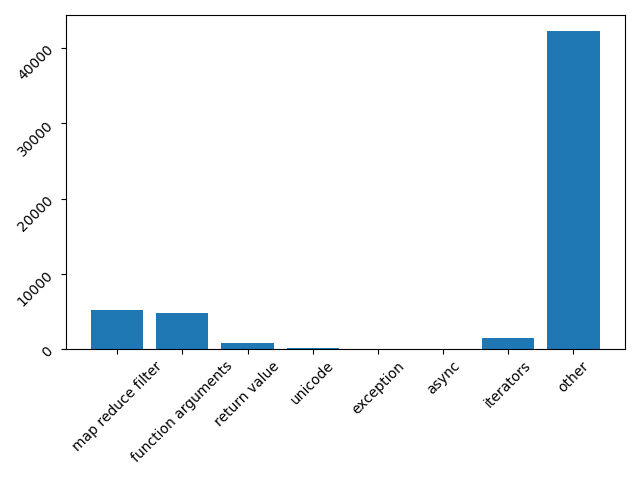 40000
30000
20000
10000
0
map reduce filter
function arguments
return value
unicode
exception
async
iterators
other